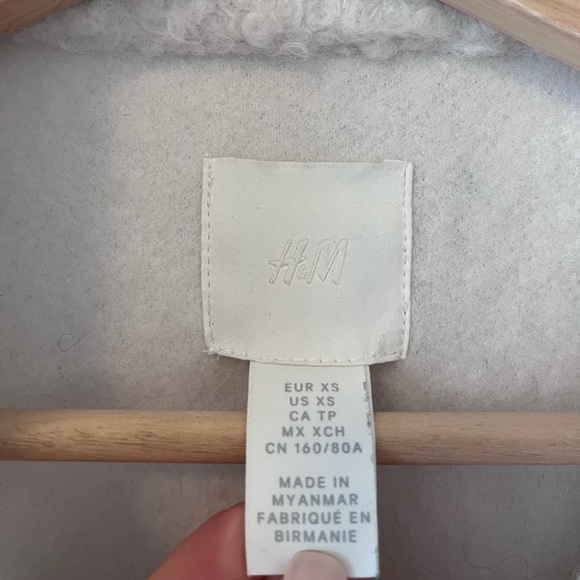 H&M
EUR XS
US XS
CA TP
MX XCH
CN 160/80A
MADE IN
MYANMAR
FABRIQUÉ EN
BIRMANIE